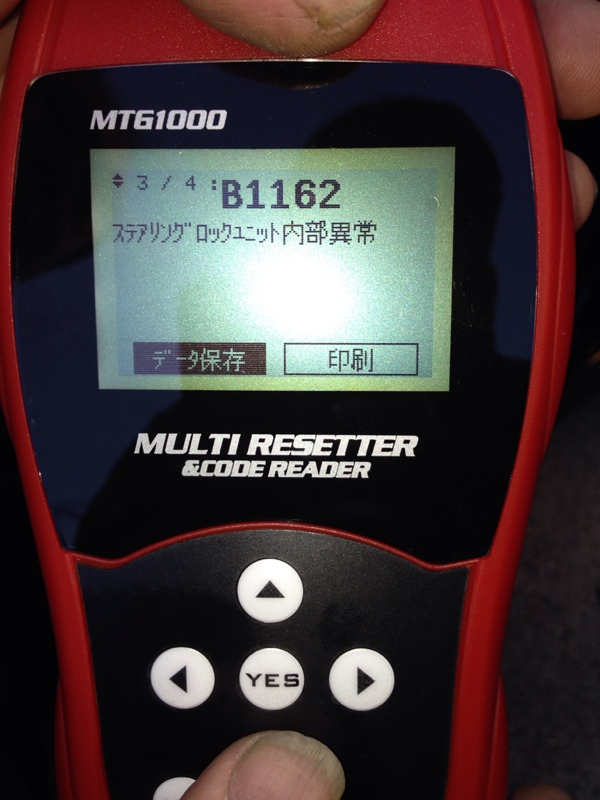 MTG1000
3 / 4 :B1162
ステアリングロックユニット内部異常
データ保存 印刷
MULTI RESETTER
&CODE READER
YES